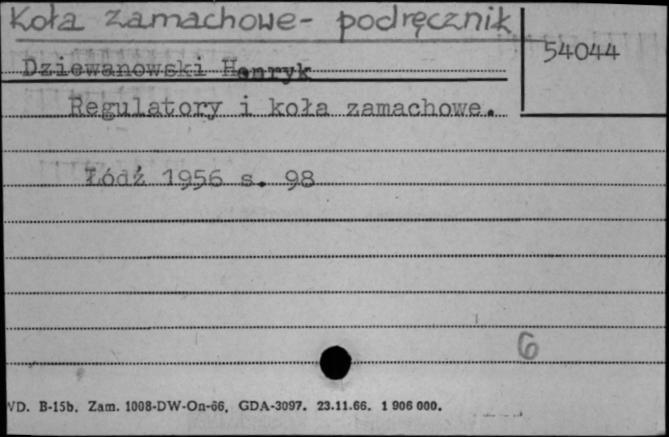 Koła zamachowe - podręcznik
54044
Dziewanowski Henryk
Regulatory i koła zamachowe.
Łódź 1956 s. 98
6
VD. B-15b. Zam. 1008-DW-On-66. GDA-3097. 23.11.66. 1 906 000.